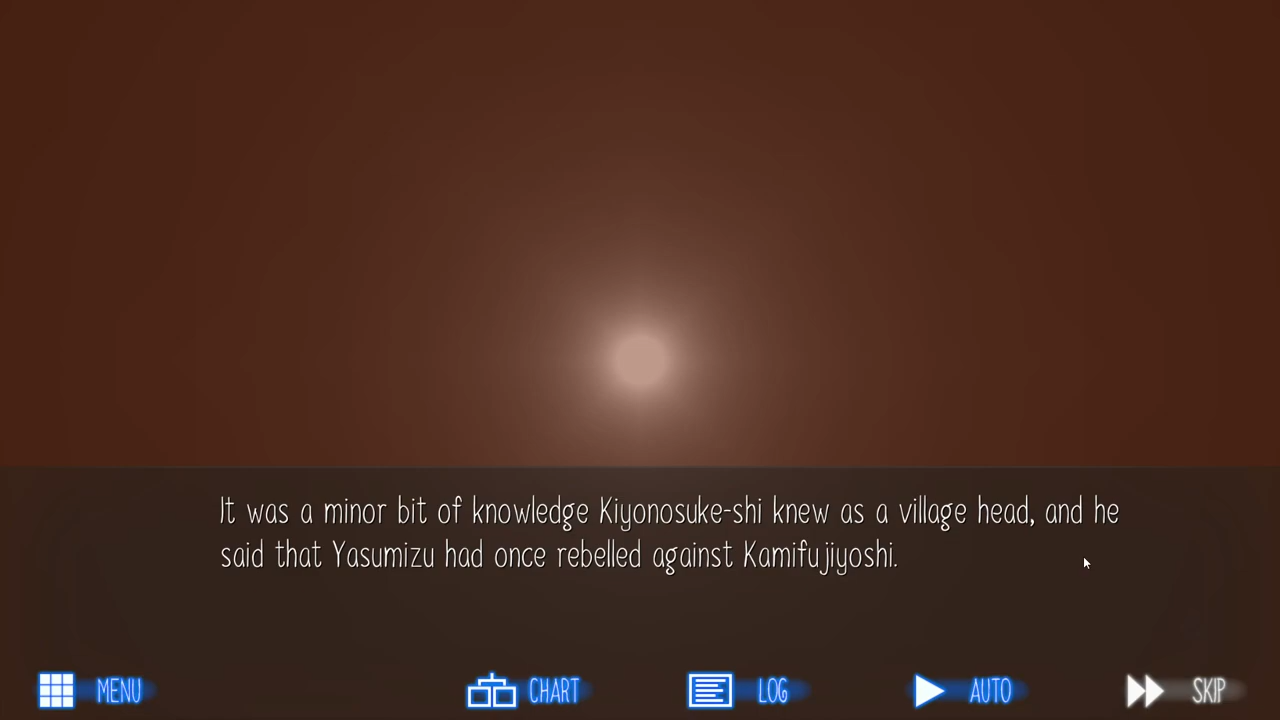 It was a minor bit of knowledge Kiyonosuke-shi knew as a village head, and he
said that Yasumizu had once rebelled against Kamifujiyoshi.
MENU
CHART
LOG
AUTO
SKIP